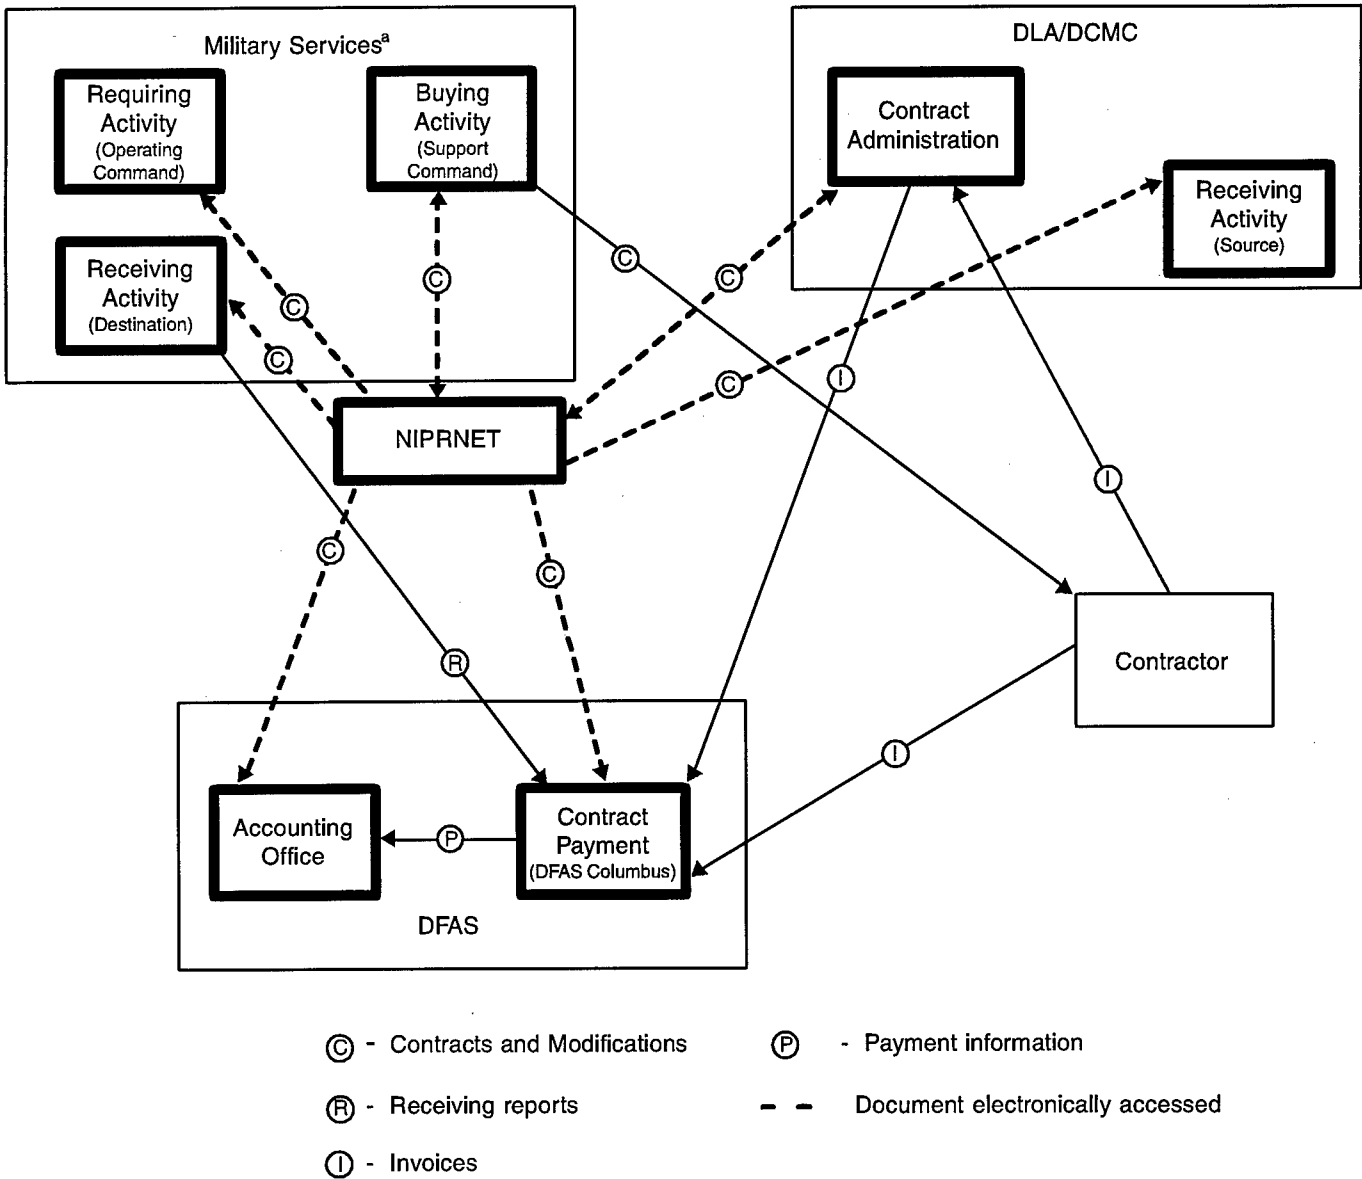 Military Servicesa
DLA/DCMC
Requiring
Activity
(Operating
Command)
Buying
Activity
(Support
Command)
Contract
Administration
Receiving
Activity
(Source)
Receiving
Activity
(Destination)
C
C
C
C
C
C
I
NIPRNET
I
C
C
R
Contractor
I
Accounting
Office
P
Contract
Payment
(DFAS Columbus)
DFAS
C - Contracts and Modifications
P - Payment information
R - Receiving reports
Document electronically accessed
I - Invoices